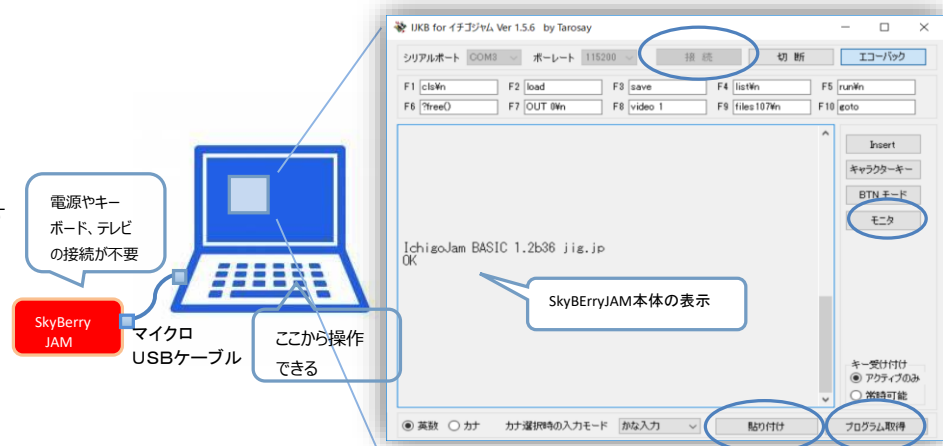 IJKB for イチゴジャム Ver 1.5.6 by Tarosay
シリアルポート COM8 ボーレート 115200 接続 切断 エコーバック
F1 cls¥n F2 load F3 save F4 list¥n F5 run¥n
F6 ?free() F7 OUT 0¥n F8 video 1 F9 files107¥n F10 goto
Insert
キャラクターキー
BTN モード
モニタ
電源やキー
ボード、テレビ
の接続が不要
IchigoJam BASIC 1.2b36 jig.jp
OK
SkyBErryJAM本体の表示
SkyBerry
JAM
マイクロ
USBケーブル
ここから操作
できる
キー受け付け
アクティブのみ
常時可能
英数 カナ カナ選択時の入力モード かな入力 貼り付け プログラム取得